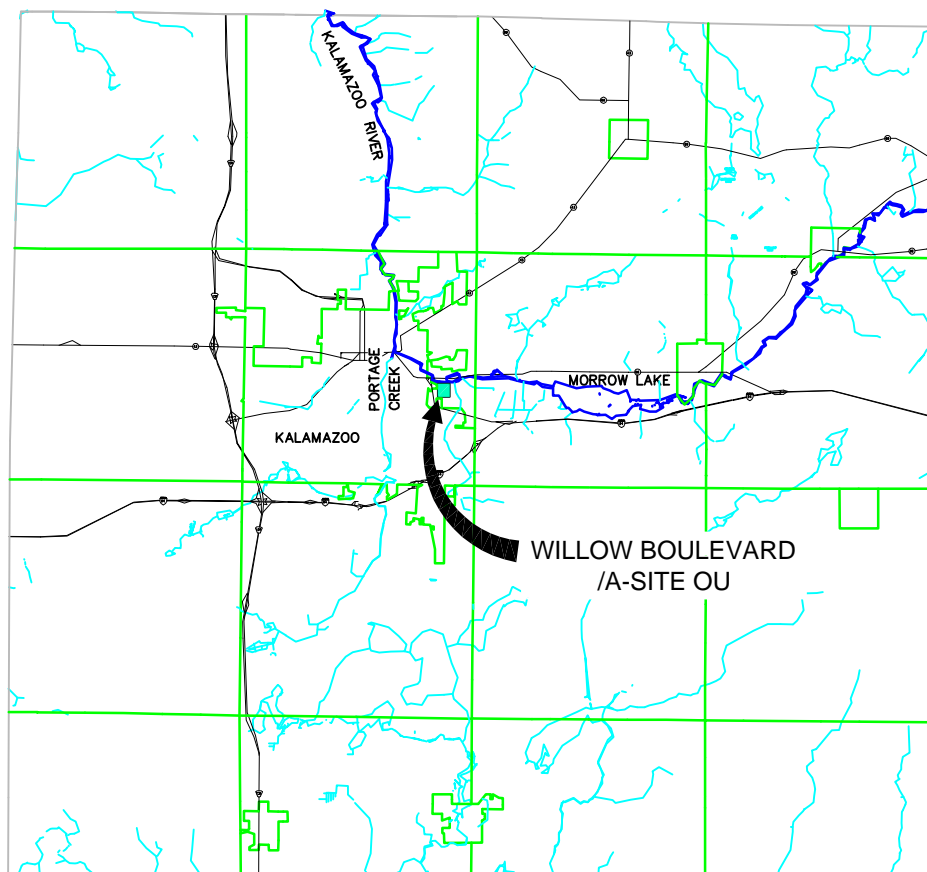 KALAMAZOO
RIVER
PORTAGE
CREEK
MORROW LAKE
KALAMAZOO
WILLOW BOULEVARD
/A-SITE OU